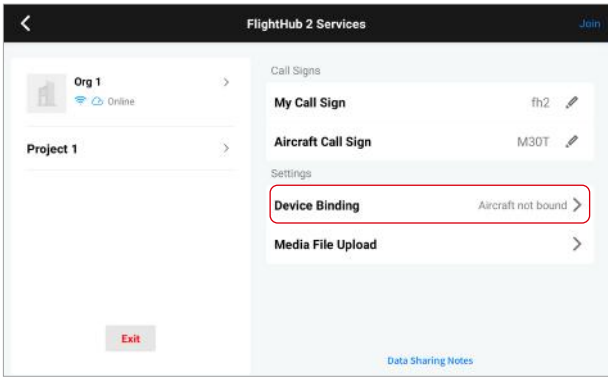 FlightHub 2 Services
Join
Org 1
Online
Project 1
Exit
Call Signs
My Call Sign fh2
Aircraft Call Sign M30T
Settings
Device Binding Aircraft not bound
Media File Upload
Data Sharing Notes